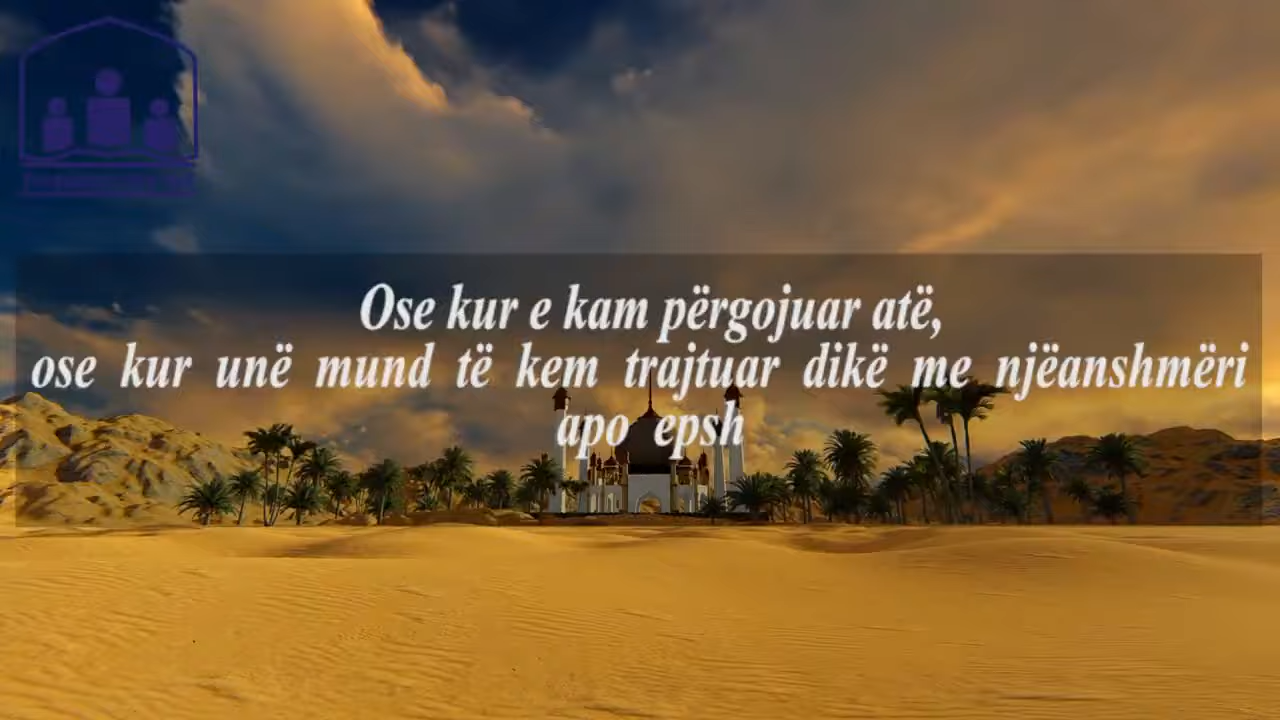 Ose kur e kam përgojuar atë,
ose kur unë mund të kem trajtuar dikë me njëanshmëri
apo epsh